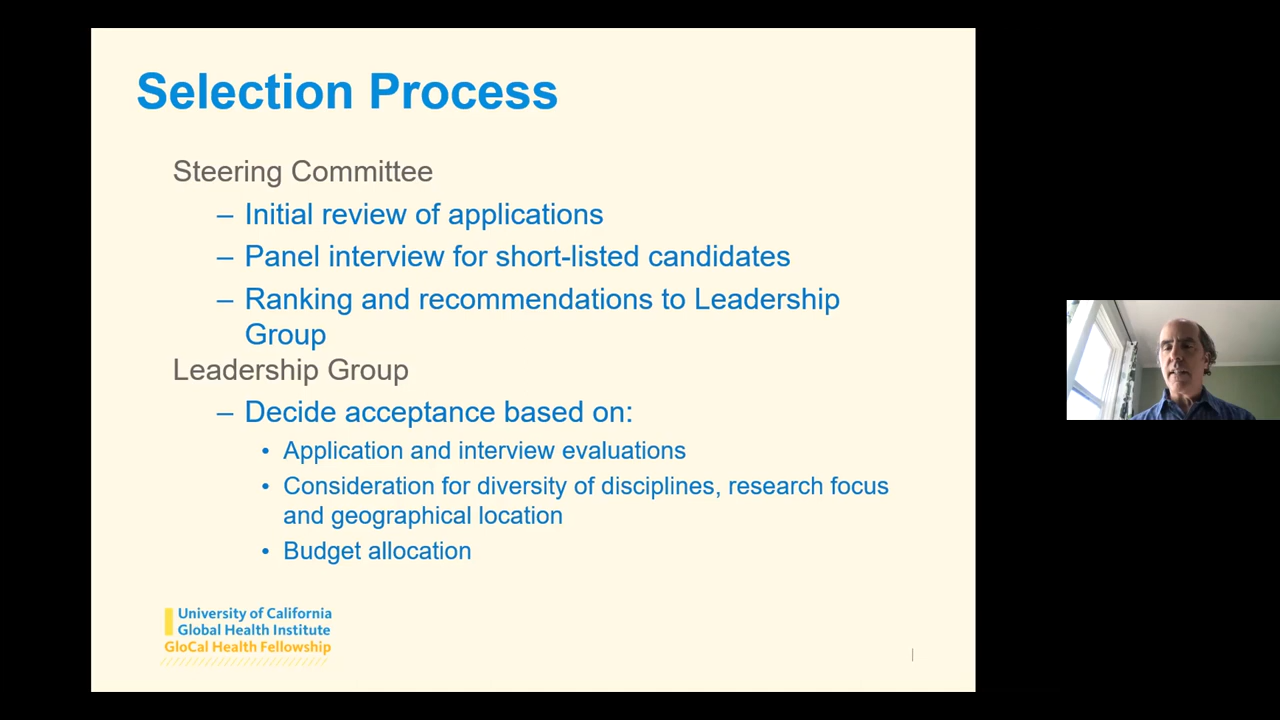 Selection Process
Steering Committee
– Initial review of applications
– Panel interview for short-listed candidates
– Ranking and recommendations to Leadership
Group
Leadership Group
– Decide acceptance based on:
• Application and interview evaluations
• Consideration for diversity of disciplines, research focus
and geographical location
• Budget allocation
University of California
Global Health Institute
GloCal Health Fellowship
|